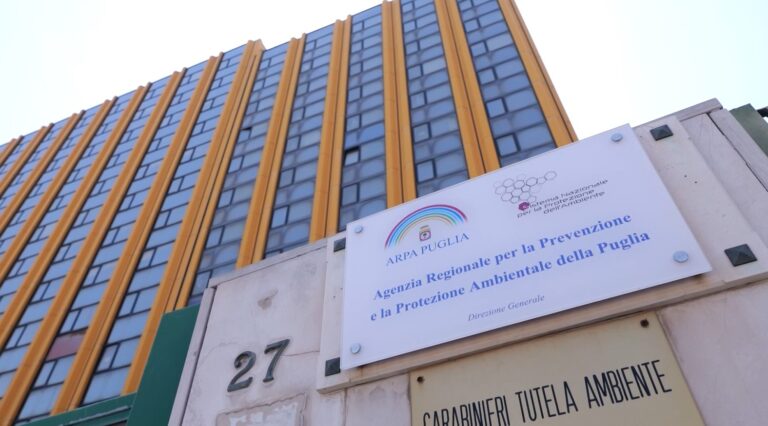 Sistema Nazionale
per la Protezione
dell'Ambiente
ARPA PUGLIA
Agenzia Regionale per la Prevenzione
e la Protezione Ambientale della Puglia
Direzione Generale
27
CARABINIERI TUTELA AMBIENTE